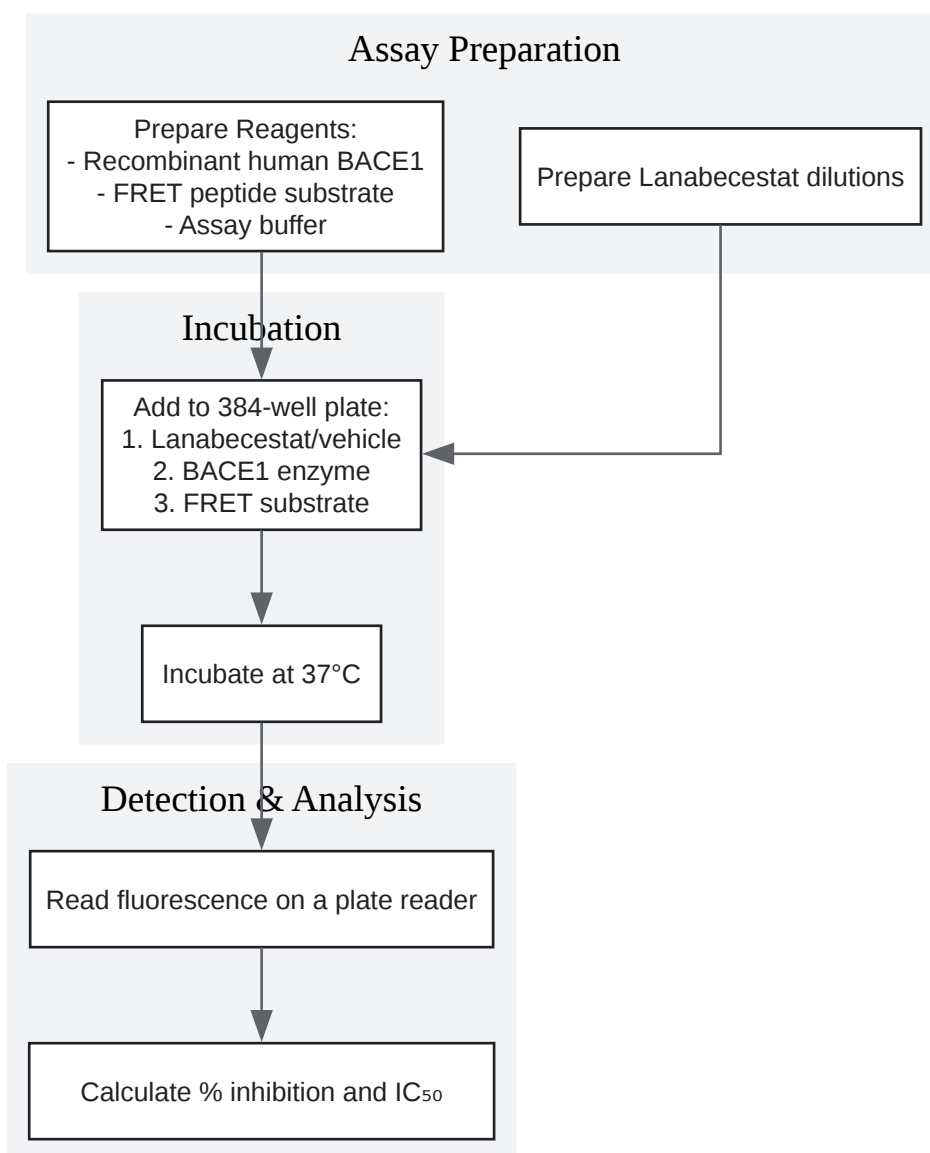 Assay Preparation
Prepare Reagents:
- Recombinant human BACE1
- FRET peptide substrate
- Assay buffer
Prepare Lanabecestat dilutions
Incubation
Add to 384-well plate:
1. Lanabecestat/vehicle
2. BACE1 enzyme
3. FRET substrate
Incubate at 37°C
Detection & Analysis
Read fluorescence on a plate reader
Calculate % inhibition and IC₅₀